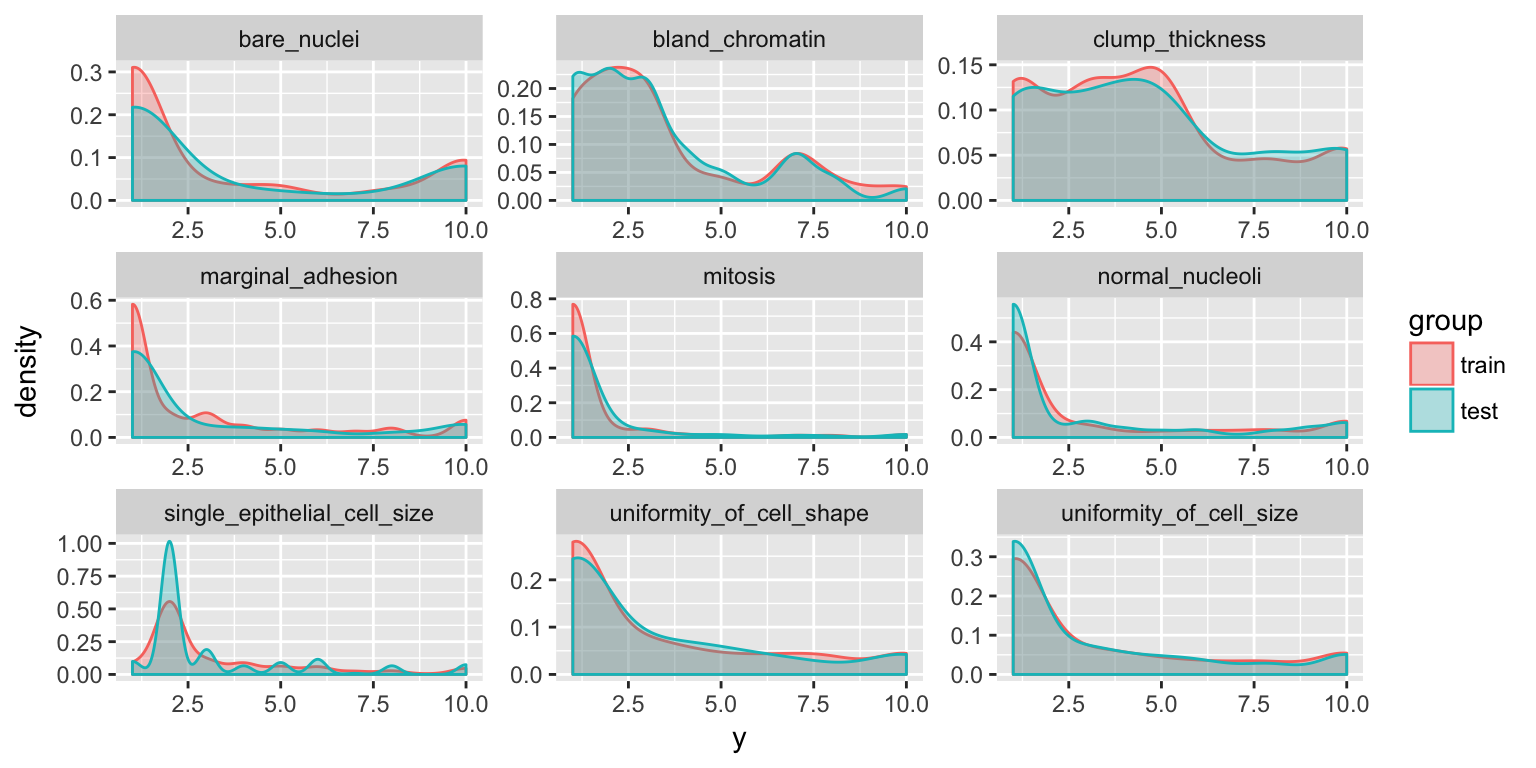 bare_nuclei
bland_chromatin
clump_thickness
0.3
0.2
0.1
0.0
0.20
0.15
0.10
0.05
0.00
0.15
0.10
0.05
0.00
2.5 5.0 7.5 10.0
2.5 5.0 7.5 10.0
2.5 5.0 7.5 10.0
marginal_adhesion
mitosis
normal_nucleoli
0.6
0.4
0.2
0.0
0.8
0.6
0.4
0.2
0.0
0.4
0.2
0.0
2.5 5.0 7.5 10.0
2.5 5.0 7.5 10.0
2.5 5.0 7.5 10.0
single_epithelial_cell_size
uniformity_of_cell_shape
uniformity_of_cell_size
1.00
0.75
0.50
0.25
0.00
0.2
0.1
0.0
0.3
0.2
0.1
0.0
2.5 5.0 7.5 10.0
2.5 5.0 7.5 10.0
2.5 5.0 7.5 10.0
density
y
group
train
test